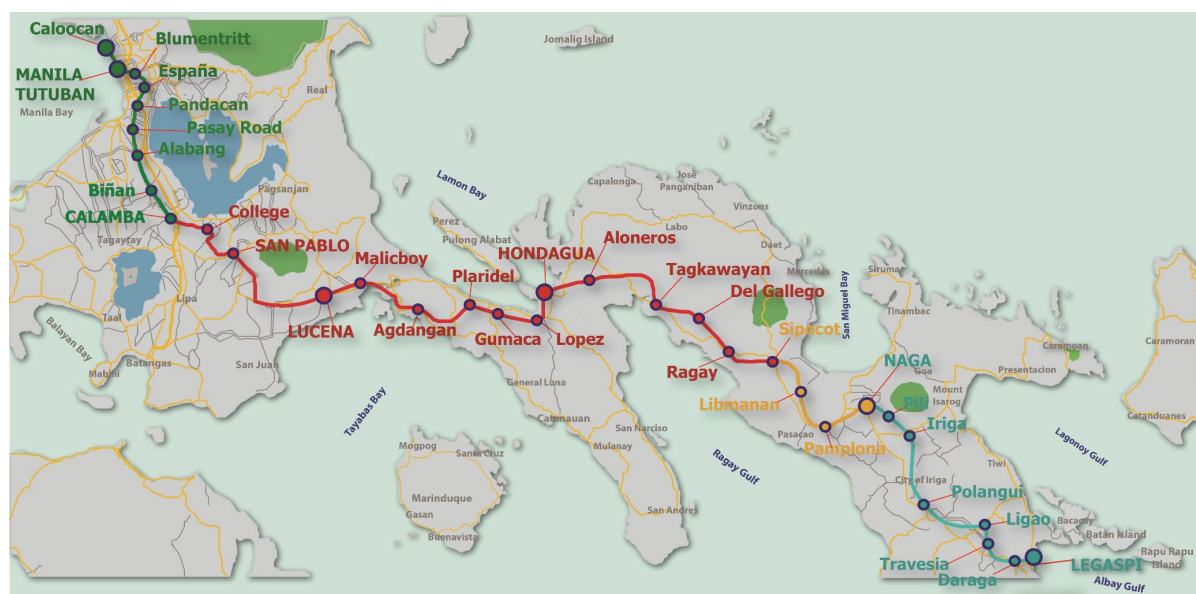 Caloocan
Blumentritt
MANILA
TUTUBAN
España
Manila Bay
Pandacan
Pasay Road
Alabang
Biñan
CALAMBA
Real
Jomalig Island
Pagsanjan
College
Tagaytay
SAN PABLO
Lipa
Taal
Balayan Bay
Mabini
Batangas
San Juan
LUCENA
Malicboy
Agdangan
Lamon Bay
Perez
Pulong Alabat
Plaridel
HONDAGUA
Gumaca
Lopez
Aloneros
Capalonga
Jose
Panganiban
Vinzons
Labo
Daet
Mercedes
Tagkawayan
Del Gallego
San Miguel Bay
Siruma
Tinambac
Caramoan
Caramoran
Presentacion
Ragay
Sipocot
Libmanan
NAGA
Goa
Mount
Isarog
Pili
Iriga
Pasacao
Pamplona
Catanduanes
General Luna
Catmauan
Tayabas Bay
San Narciso
Mulanay
San Andres
Mogpog
Santa Cruz
Marinduque
Gasan
Buenavista
Ragay Gulf
Lagonoy Gulf
Tiwi
City of Iriga
Polangui
Ligao
Bacacay
Batan Island
Travesia
Daraga
LEGASPI
Rapu Rapu
Island
Albay Gulf